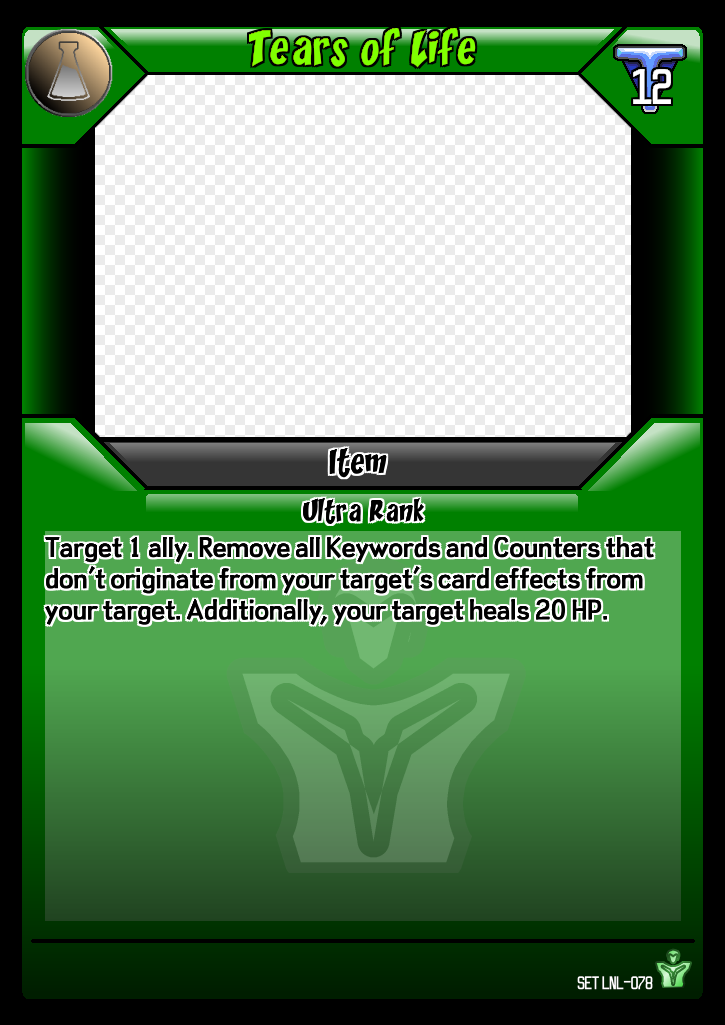 Tears of Life
12
Item
Ultra Rank
Target 1 ally. Remove all Keywords and Counters that
don't originate from your target's card effects from
your target. Additionally, your target heals 20 HP.
SET LNL-078